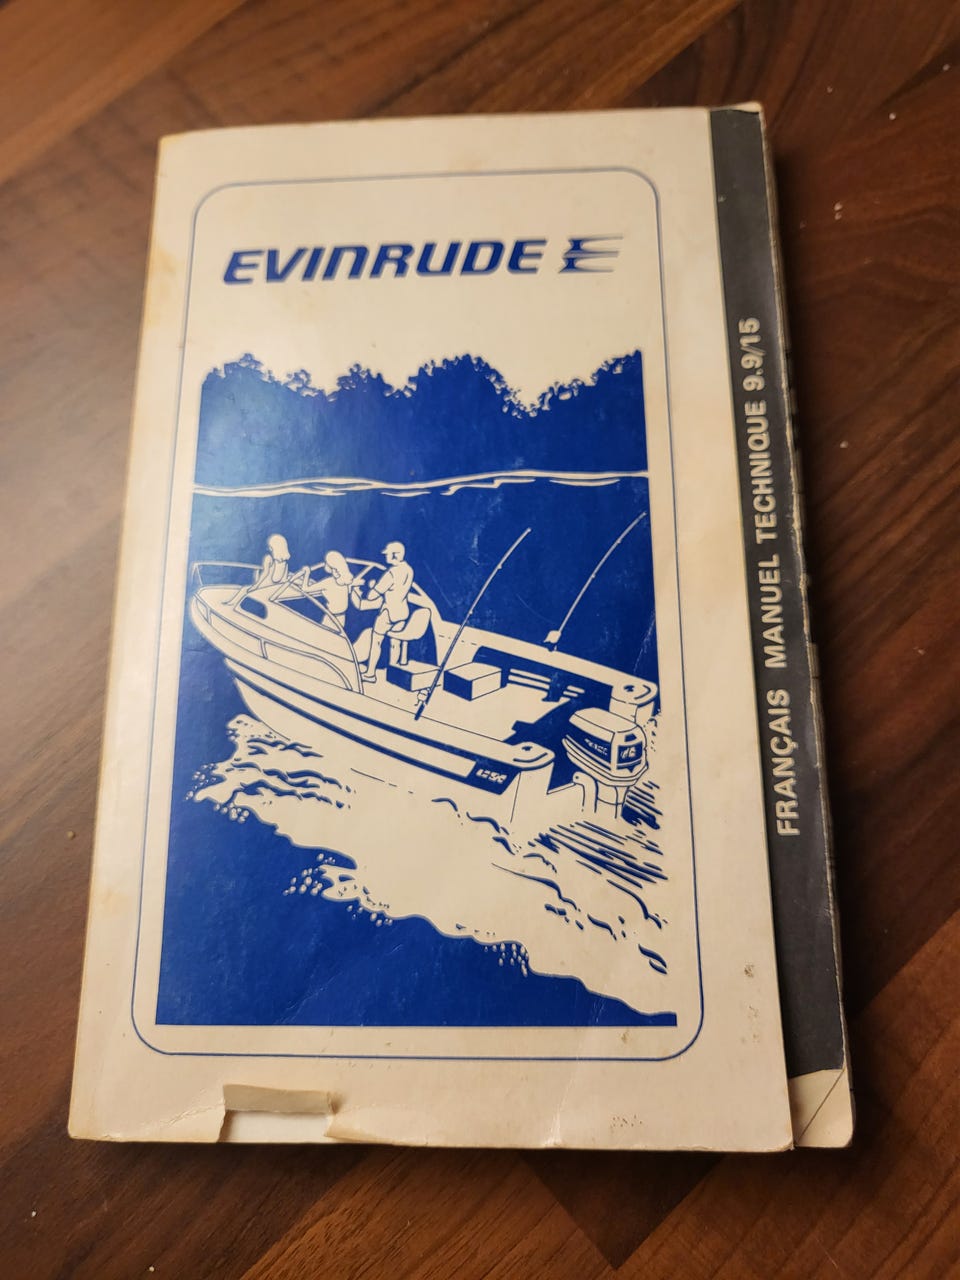 EVINRUDE
FRANÇAIS MANUEL TECHNIQUE 9.9/15